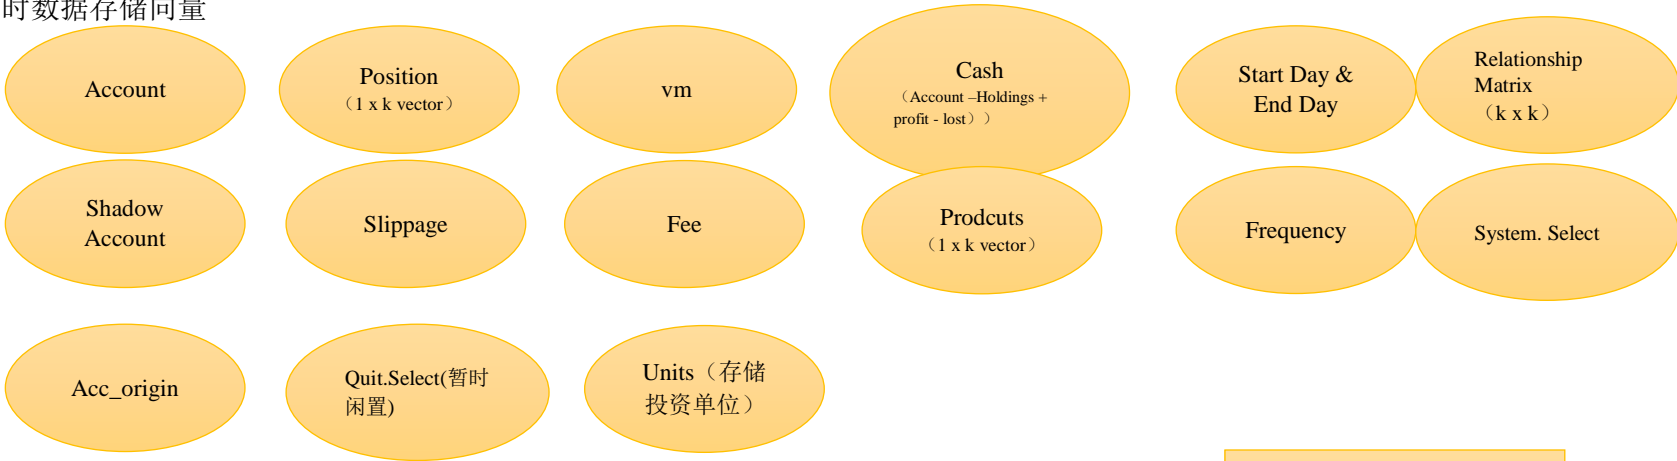 时数据存储向量
Account
Position
（1 x k vector）
vm
Cash
（Account –Holdings +
profit - lost））
Start Day &
End Day
Relationship
Matrix
（k x k）
Shadow
Account
Slippage
Fee
Prodcuts
（1 x k vector）
Frequency
System. Select
Acc_origin
Quit.Select(暂时
闲置)
Units（存储
投资单位）